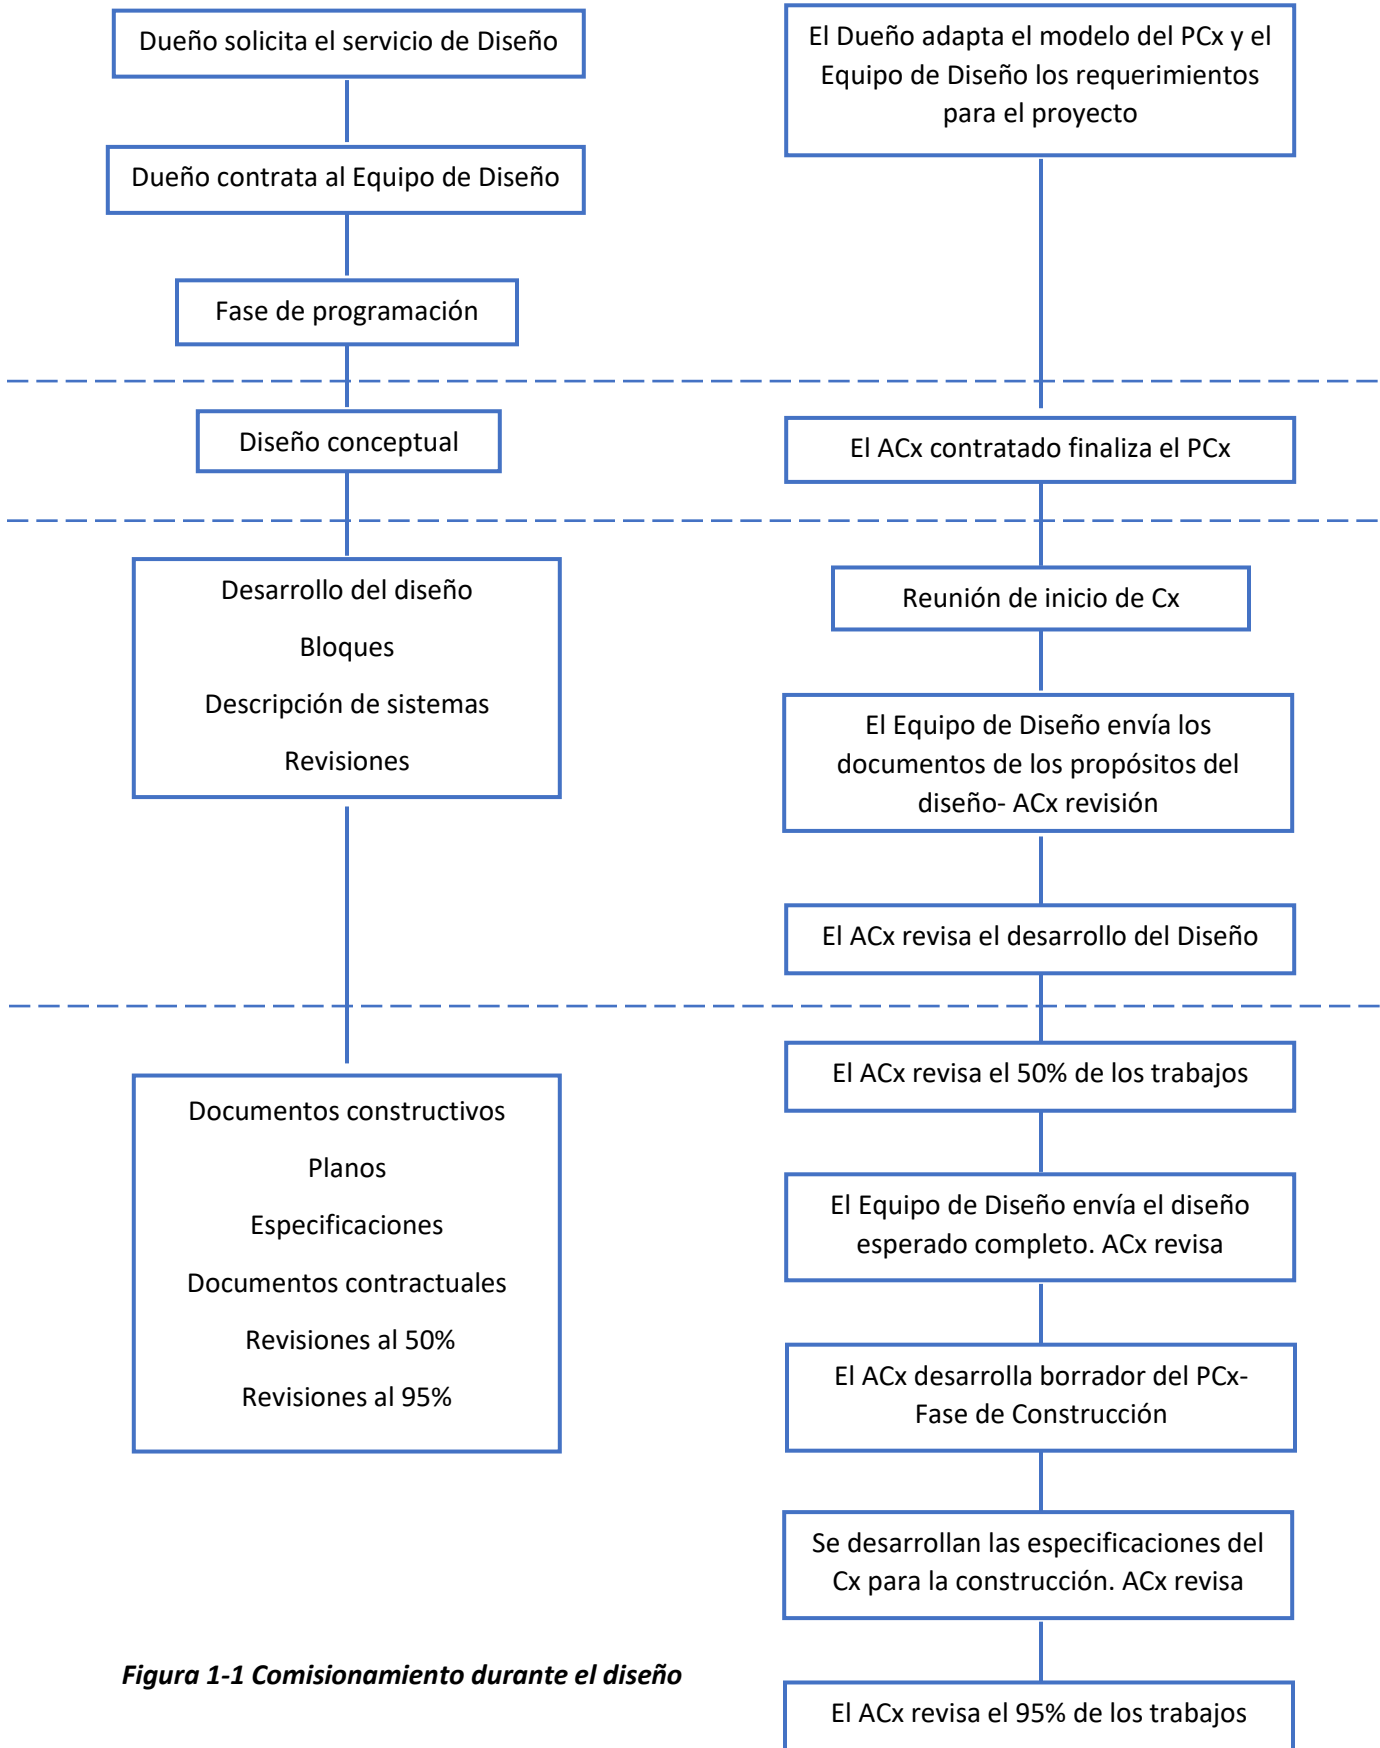 Dueño solicita el servicio de Diseño
Dueño contrata al Equipo de Diseño
Fase de programación
Diseño conceptual
Desarrollo del diseño
Bloques
Descripción de sistemas
Revisiones
Documentos constructivos
Planos
Especificaciones
Documentos contractuales
Revisiones al 50%
Revisiones al 95%
El Dueño adapta el modelo del PCx y el
Equipo de Diseño los requerimientos
para el proyecto
El ACx contratado finaliza el PCx
Reunión de inicio de Cx
El Equipo de Diseño envía los
documentos de los propósitos del
diseño- ACx revisión
El ACx revisa el desarrollo del Diseño
El ACx revisa el 50% de los trabajos
El Equipo de Diseño envía el diseño
esperado completo. ACx revisa
El ACx desarrolla borrador del PCx-
Fase de Construcción
Se desarrollan las especificaciones del
Cx para la construcción. ACx revisa
El ACx revisa el 95% de los trabajos
Figura 1-1 Comisionamiento durante el diseño